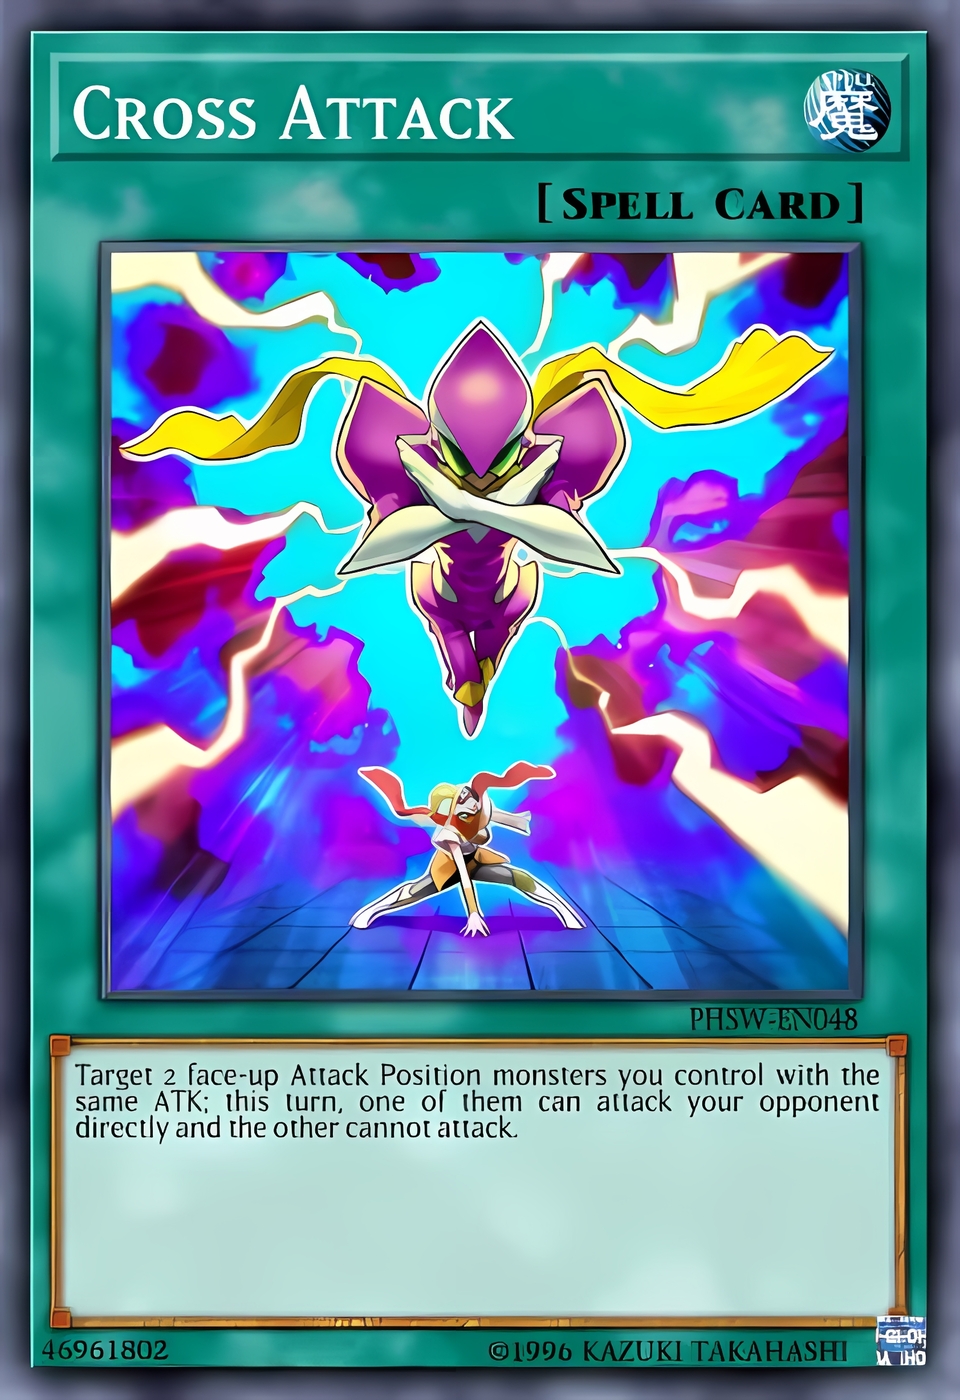 CROSS ATTACK
魔
[SPELL CARD]
PHSW-EN048
Target 2 face-up Attack Position monsters you control with the
same ATK; this turn, one of them can attack your opponent
directly and the other cannot attack.
46961802
©1996 KAZUKI TAKAHASHI